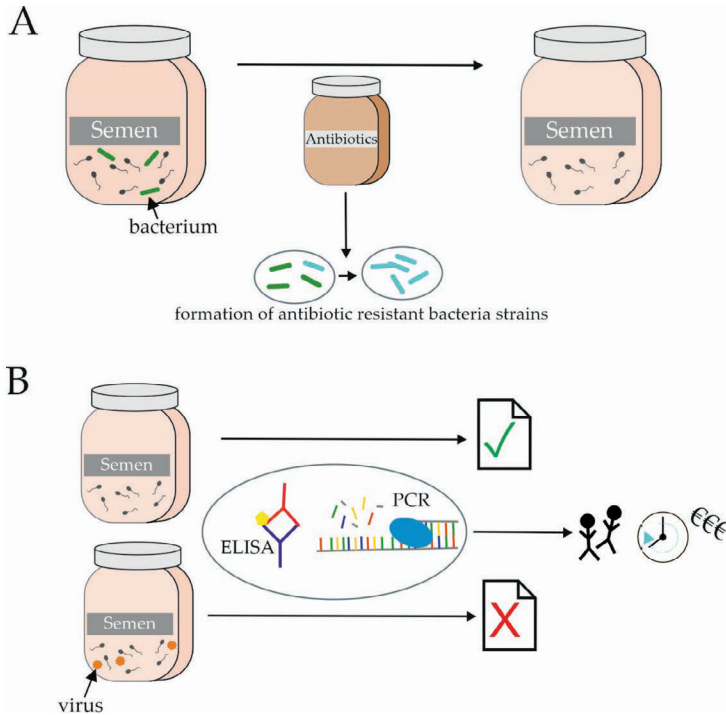 A
Semen
Antibiotics
Semen
bacterium
formation of antibiotic resistant bacteria strains
B
Semen
PCR
ELISA
€€€
Semen
virus